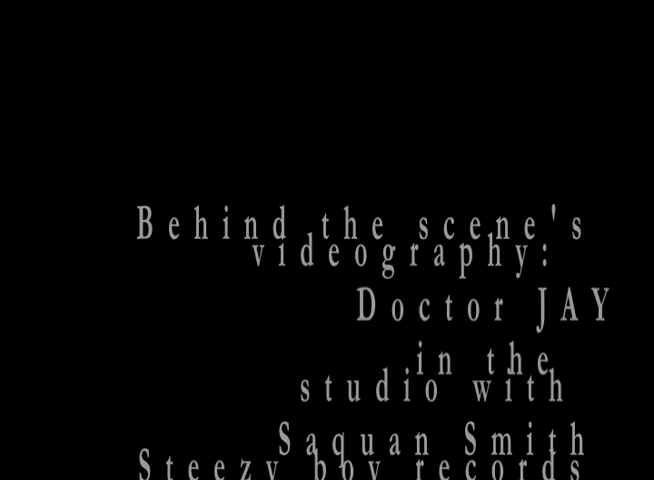 Behind the scene's
videography:
Doctor JAY
in the
studio with
Saquan Smith
Steezy boy records